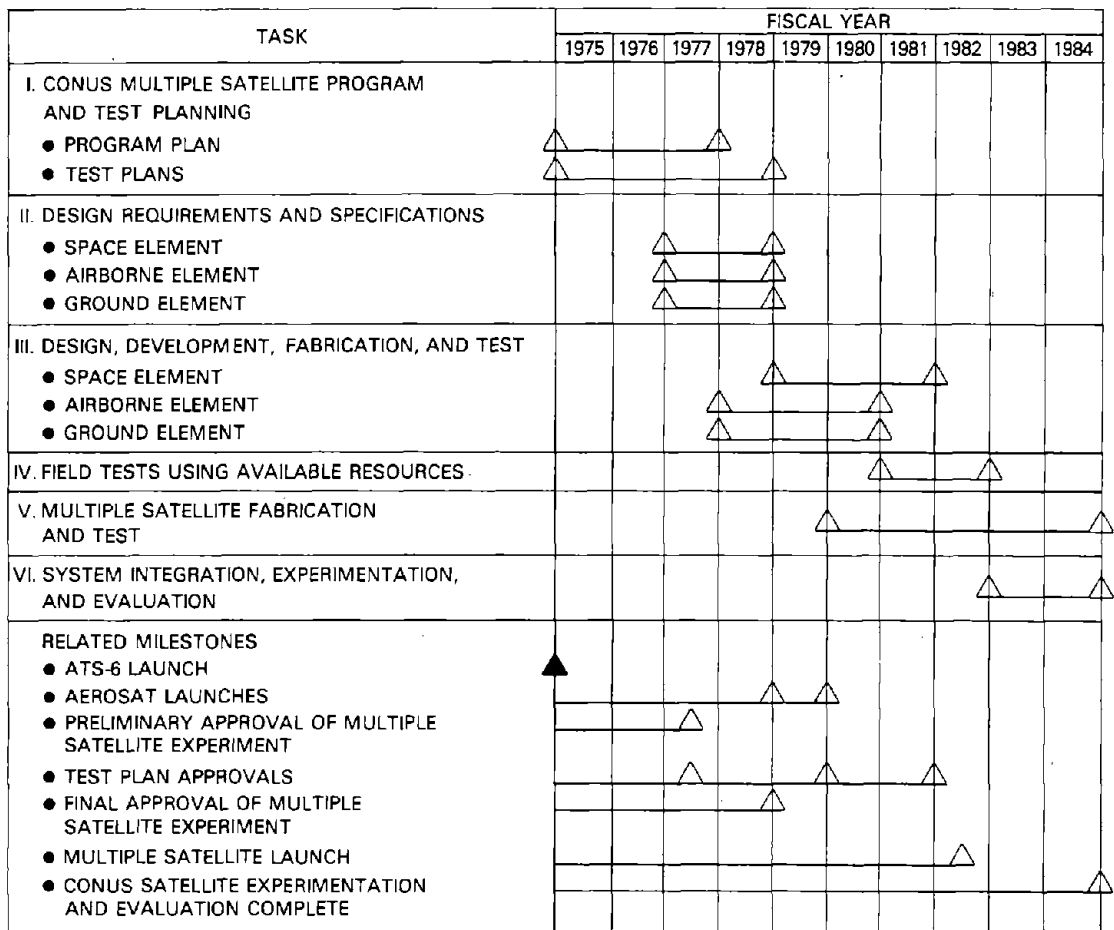 TASK
FISCAL YEAR
1975 1976 1977 1978 1979 1980 1981 1982 1983 1984
I. CONUS MULTIPLE SATELLITE PROGRAM
AND TEST PLANNING
● PROGRAM PLAN
● TEST PLANS
II. DESIGN REQUIREMENTS AND SPECIFICATIONS
● SPACE ELEMENT
● AIRBORNE ELEMENT
● GROUND ELEMENT
III. DESIGN, DEVELOPMENT, FABRICATION, AND TEST
● SPACE ELEMENT
● AIRBORNE ELEMENT
● GROUND ELEMENT
IV. FIELD TESTS USING AVAILABLE RESOURCES
V. MULTIPLE SATELLITE FABRICATION
AND TEST
VI. SYSTEM INTEGRATION, EXPERIMENTATION,
AND EVALUATION
RELATED MILESTONES
● ATS-6 LAUNCH
● AEROSAT LAUNCHES
● PRELIMINARY APPROVAL OF MULTIPLE
SATELLITE EXPERIMENT
● TEST PLAN APPROVALS
● FINAL APPROVAL OF MULTIPLE
SATELLITE EXPERIMENT
● MULTIPLE SATELLITE LAUNCH
● CONUS SATELLITE EXPERIMENTATION
AND EVALUATION COMPLETE